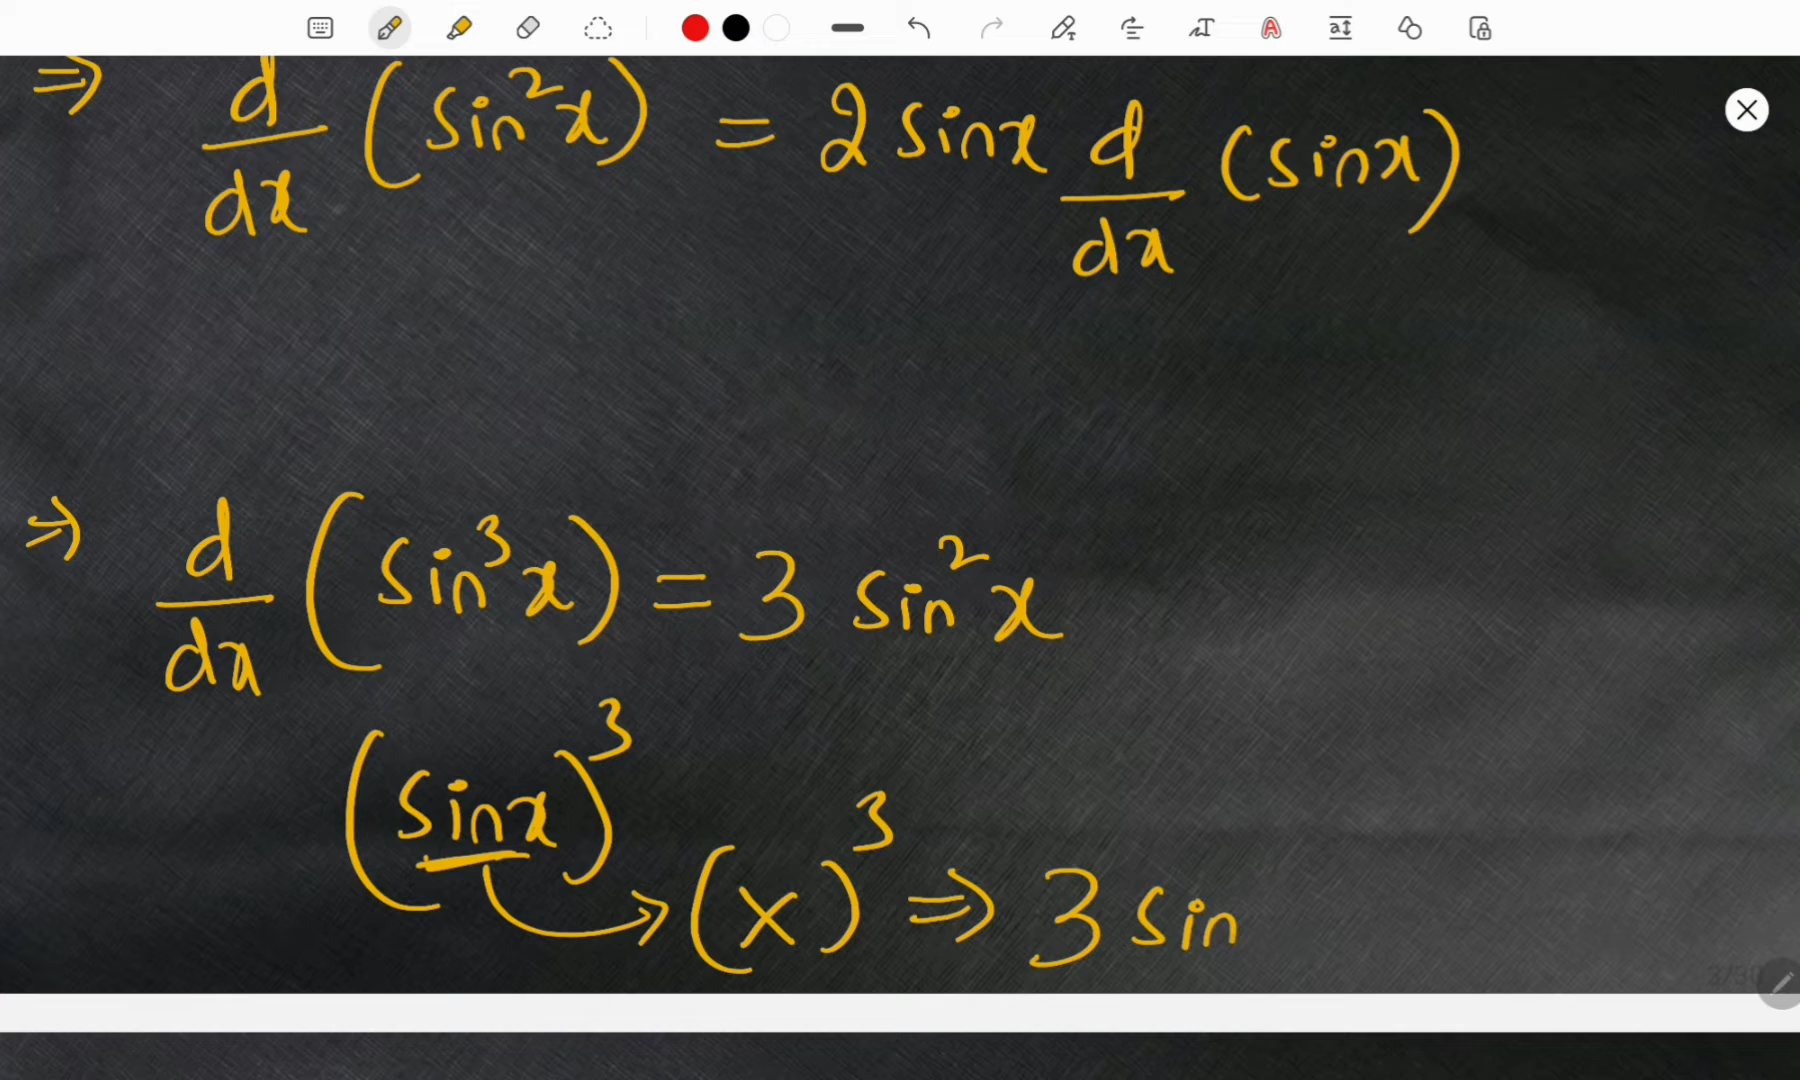 ⇒ d/dx (sin²x) = 2 sinx d/dx (sinx)
⇒ d/dx (sin³x) = 3 sin²x
(sinx)³
(x)³ ⇒ 3 sin